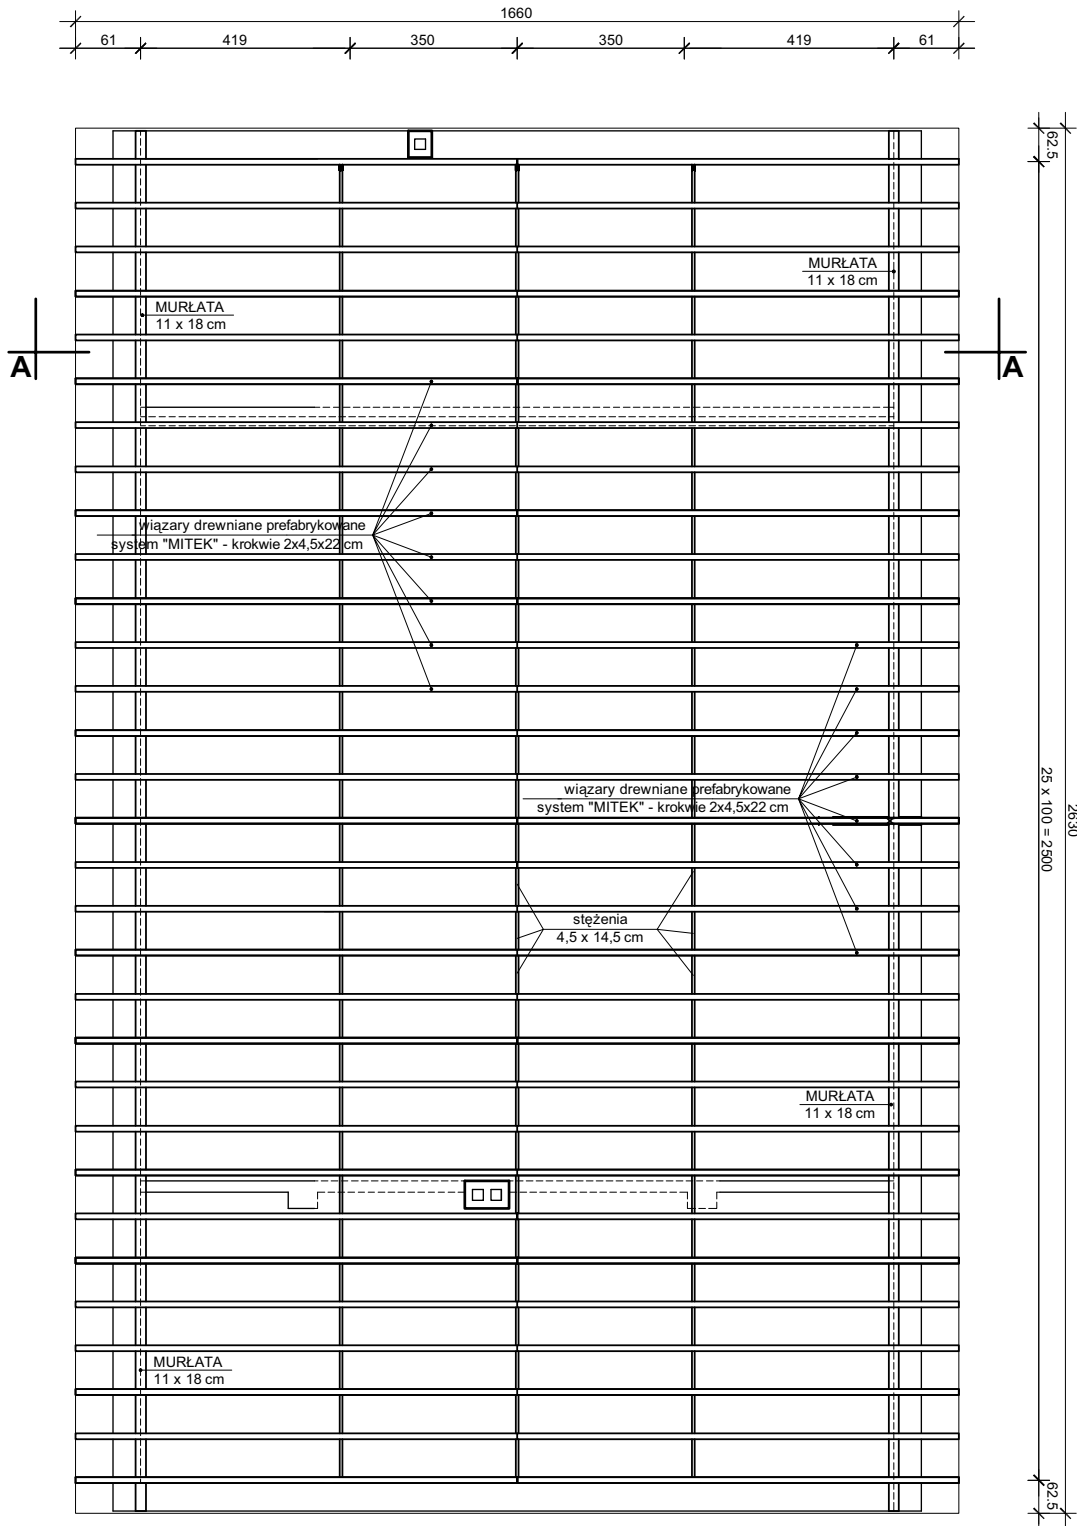 1660
61 419 350 350 419 61
62.5
MURŁATA
11 x 18 cm
MURŁATA
11 x 18 cm
A A
wiązary drewniane prefabrykowane
system "MITEK" - krokwie 2x4,5x22 cm
wiązary drewniane prefabrykowane
system "MITEK" - krokwie 2x4,5x22 cm
25 x 100 = 2500
2630
stężenia
4,5 x 14,5 cm
MURŁATA
11 x 18 cm
MURŁATA
11 x 18 cm
62.5